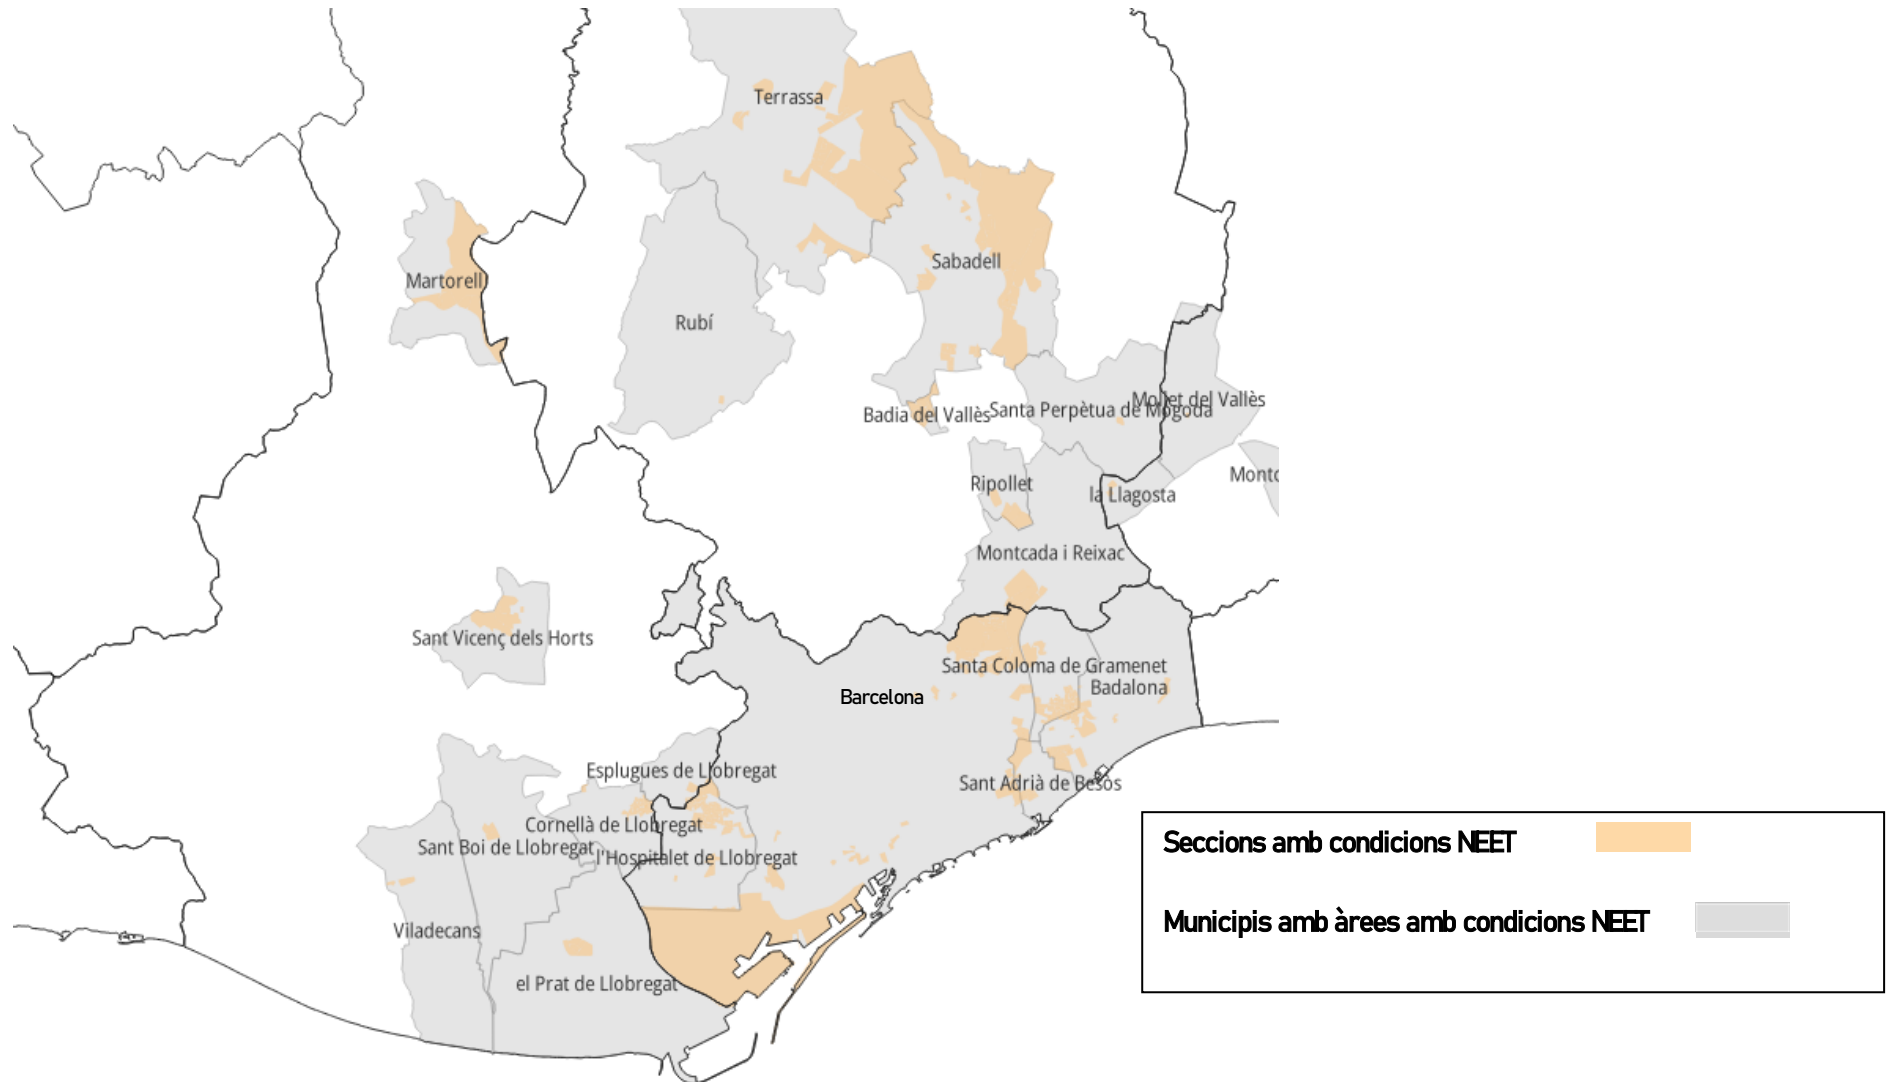 Terrassa
Sabadell
Martorell
Rubí
Mollet del Vallès
Badia del Vallès
Santa Perpètua de Mogoda
Ripollet
la Llagosta
Montcada i Reixac
Sant Vicenç dels Horts
Santa Coloma de Gramenet
Badalona
Barcelona
Esplugues de Llobregat
Sant Adrià de Besòs
Cornellà de Llobregat
Sant Boi de Llobregat
l'Hospitalet de Llobregat
Viladecans
el Prat de Llobregat
Seccions amb condicions NEET
Municipis amb àrees amb condicions NEET